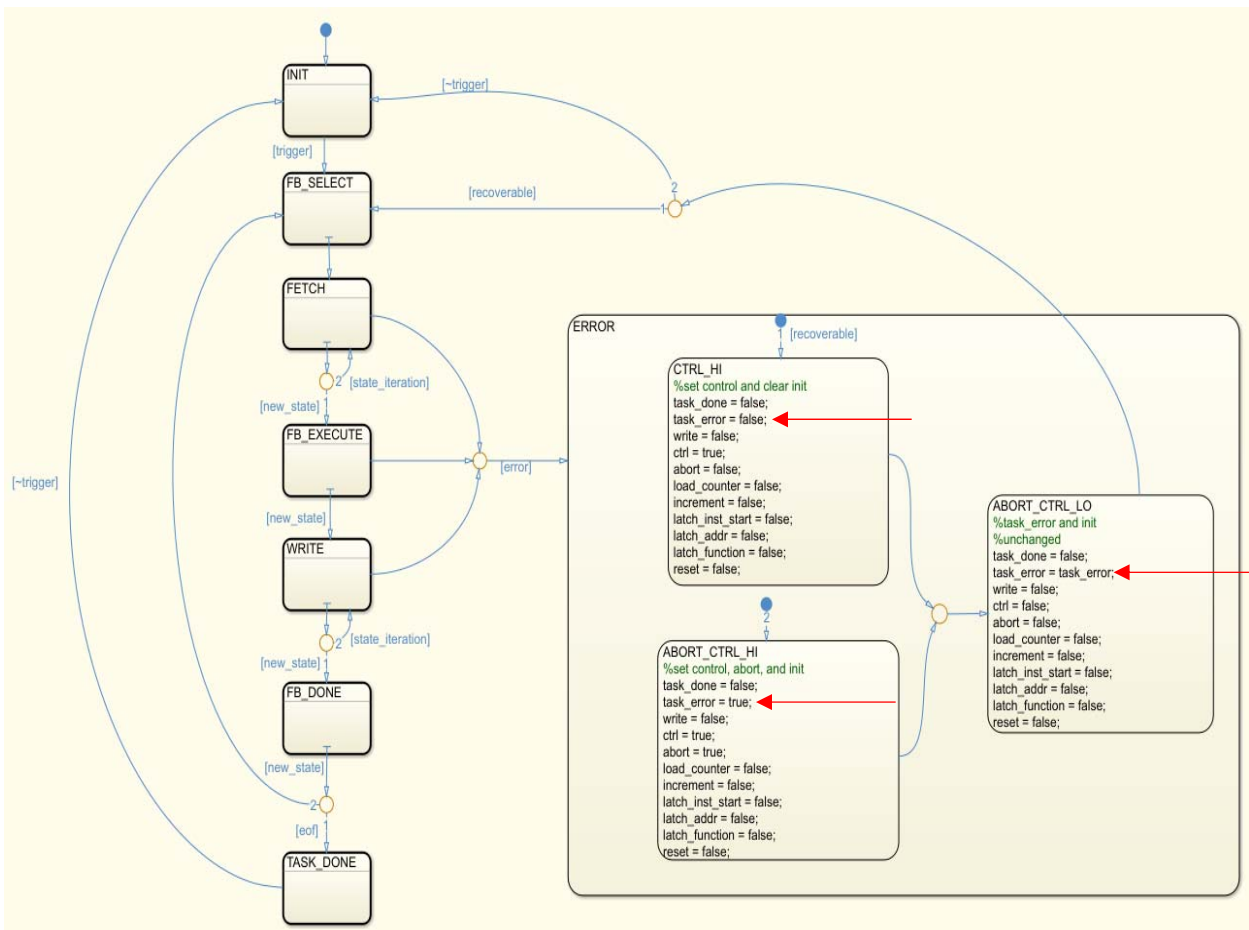 INIT
[~trigger]
[trigger]
FB_SELECT
[recoverable]
2
1
FETCH
2
[state_iteration]
[new_state]
1
FB_EXECUTE
[~trigger]
[error]
[new_state]
WRITE
2
[state_iteration]
[new_state]
1
FB_DONE
[new_state]
2
[eof]
1
TASK_DONE
ERROR
1
[recoverable]
CTRL_HI
%set control and clear init
task_done = false;
task_error = false;
write = false;
ctrl = true;
abort = false;
load_counter = false;
increment = false;
latch_inst_start = false;
latch_addr = false;
latch_function = false;
reset = false;
2
ABORT_CTRL_HI
%set control, abort, and init
task_done = false;
task_error = true;
write = false;
ctrl = true;
abort = true;
load_counter = false;
increment = false;
latch_inst_start = false;
latch_addr = false;
latch_function = false;
reset = false;
ABORT_CTRL_LO
%task_error and init
%unchanged
task_done = false;
task_error = task_error;
write = false;
ctrl = false;
abort = false;
load_counter = false;
increment = false;
latch_inst_start = false;
latch_addr = false;
latch_function = false;
reset = false;